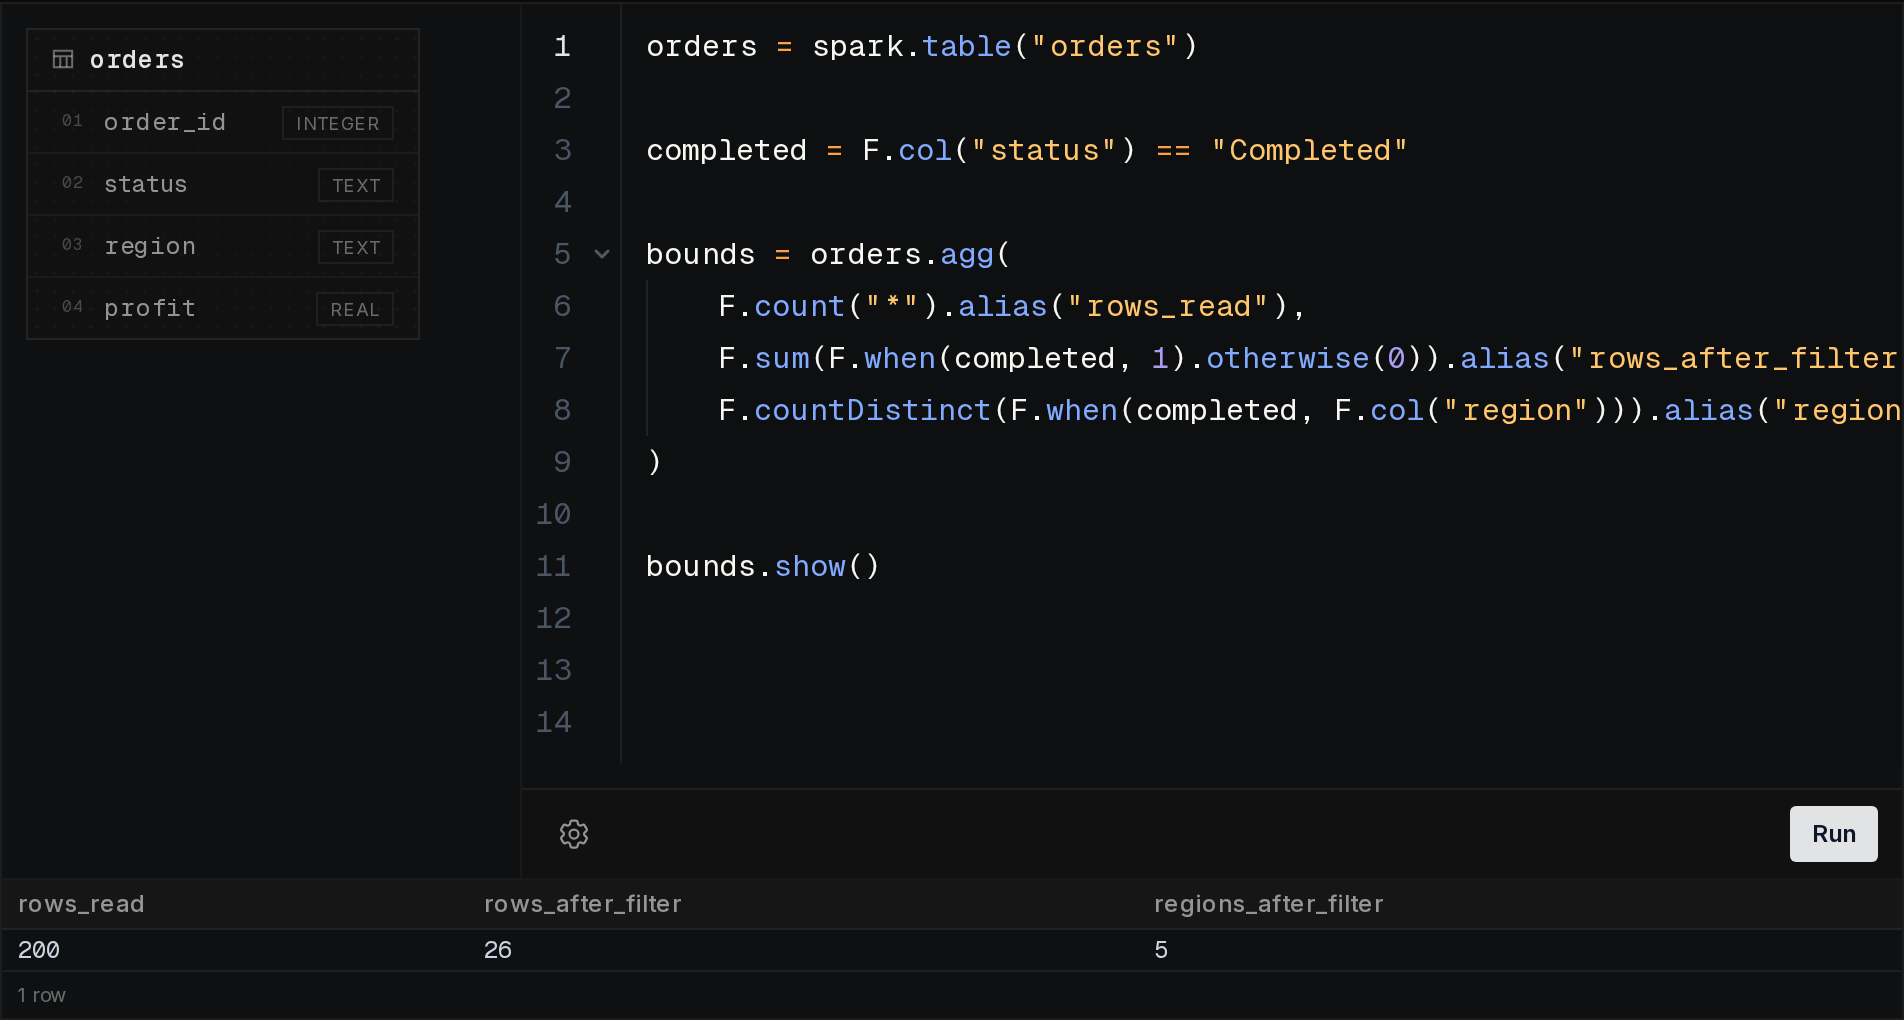 orders
01 order_id INTEGER
02 status TEXT
03 region TEXT
04 profit REAL
1 orders = spark.table("orders")
2
3 completed = F.col("status") == "Completed"
4
5 bounds = orders.agg(
6 F.count("*").alias("rows_read"),
7 F.sum(F.when(completed, 1).otherwise(0)).alias("rows_after_filter
8 F.countDistinct(F.when(completed, F.col("region"))).alias("region
9 )
10
11 bounds.show()
12
13
14
Run
rows_read rows_after_filter regions_after_filter
200 26 5
1 row